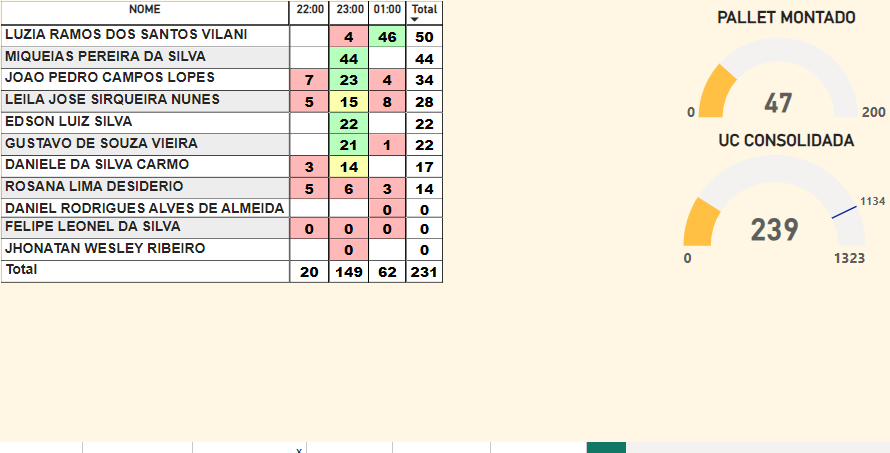 NOME 22:00 23:00 01:00 Total
LUZIA RAMOS DOS SANTOS VILANI 4 46 50
MIQUEIAS PEREIRA DA SILVA 44 44
JOAO PEDRO CAMPOS LOPES 7 23 4 34
LEILA JOSE SIRQUEIRA NUNES 5 15 8 28
EDSON LUIZ SILVA 22 22
GUSTAVO DE SOUZA VIEIRA 21 1 22
DANIELE DA SILVA CARMO 3 14 17
ROSANA LIMA DESIDERIO 5 6 3 14
DANIEL RODRIGUES ALVES DE ALMEIDA 0 0
FELIPE LEONEL DA SILVA 0 0 0 0
JHONATAN WESLEY RIBEIRO 0 0
Total 20 149 62 231
PALLET MONTADO
47
0 200
UC CONSOLIDADA
1134
239
0 1323
x